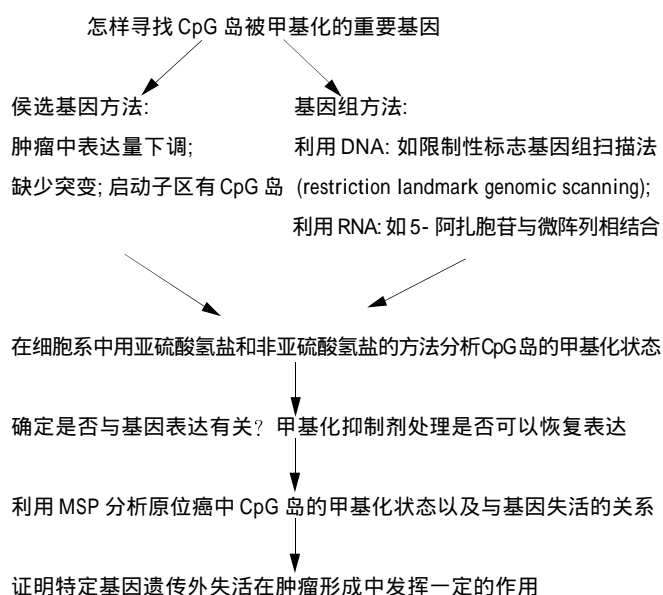 怎样寻找 CpG 岛被甲基化的重要基因
侯选基因方法:
肿瘤中表达量下调;
缺少突变; 启动子区有 CpG 岛
基因组方法:
利用 DNA: 如限制性标志基因组扫描法
(restriction landmark genomic scanning);
利用 RNA: 如 5- 阿扎胞苷与微阵列相结合
在细胞系中用亚硫酸氢盐和非亚硫酸氢盐的方法分析CpG岛的甲基化状态
确定是否与基因表达有关? 甲基化抑制剂处理是否可以恢复表达
利用 MSP 分析原位癌中 CpG 岛的甲基化状态以及与基因失活的关系
证明特定基因遗传外失活在肿瘤形成中发挥一定的作用